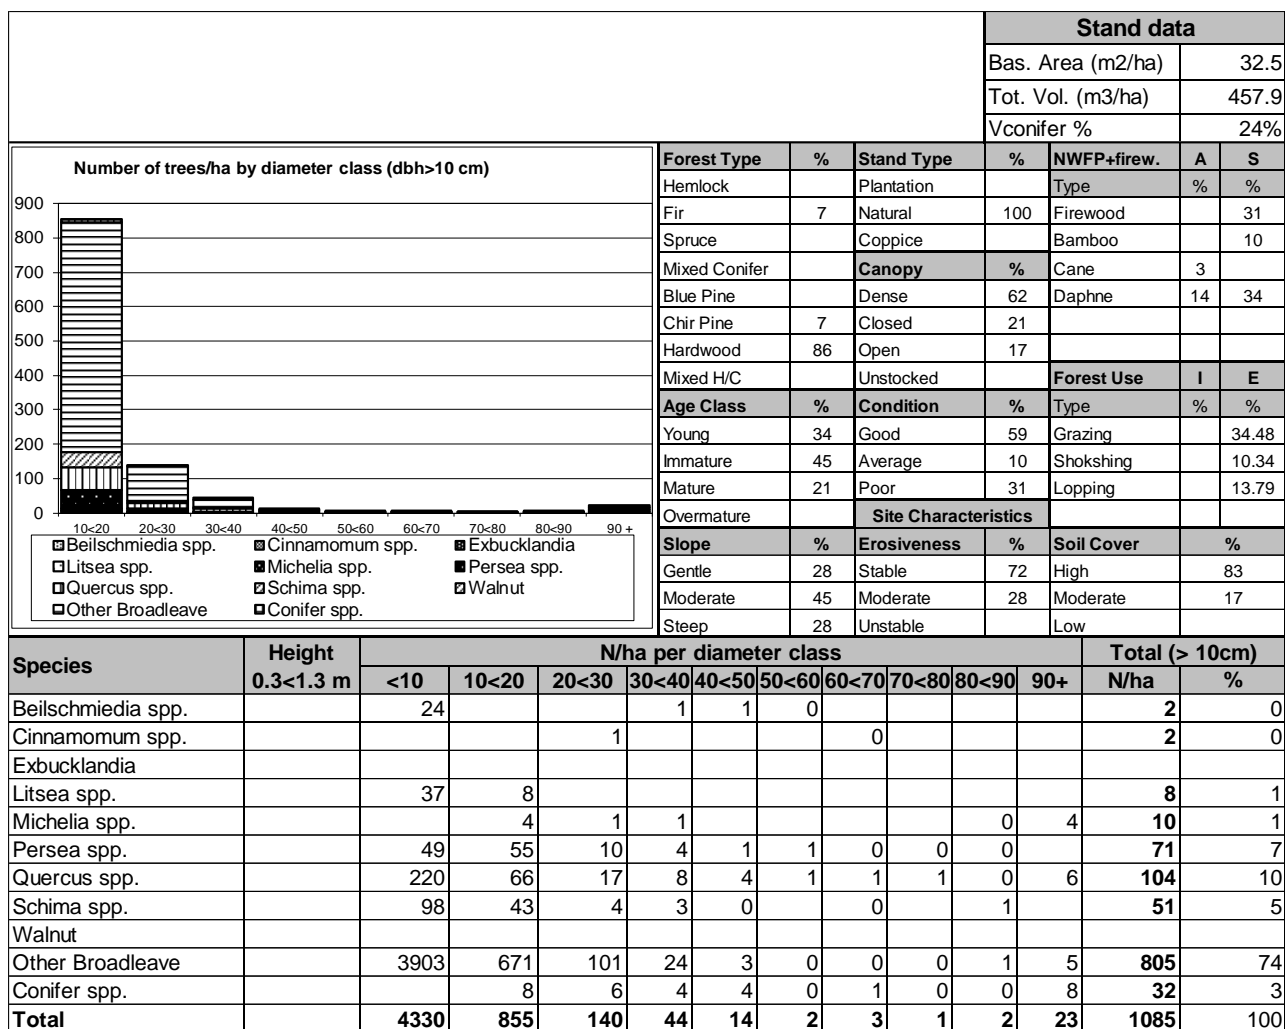 Stand data
Bas. Area (m2/ha) 32.5
Tot. Vol. (m3/ha) 457.9
Vconifer % 24%
Number of trees/ha by diameter class (dbh>10 cm)
900
800
700
600
500
400
300
200
100
0
10<20 20<30 30<40 40<50 50<60 60<70 70<80 80<90 90 +
Beilschmiedia spp. Cinnamomum spp. Exbucklandia
Litsea spp. Michelia spp. Persea spp.
Quercus spp. Schima spp. Walnut
Other Broadleave Conifer spp.
Forest Type % Stand Type % NWFP+firew. A S
Hemlock Plantation Type % %
Fir 7 Natural 100 Firewood 31
Spruce Coppice Bamboo 10
Mixed Conifer Canopy % Cane 3
Blue Pine Dense 62 Daphne 14 34
Chir Pine 7 Closed 21
Hardwood 86 Open 17
Mixed H/C Unstocked Forest Use I E
Age Class % Condition % Type % %
Young 34 Good 59 Grazing 34.48
Immature 45 Average 10 Shokshing 10.34
Mature 21 Poor 31 Lopping 13.79
Overmature Site Characteristics
Slope % Erosiveness % Soil Cover %
Gentle 28 Stable 72 High 83
Moderate 45 Moderate 28 Moderate 17
Steep 28 Unstable Low
Species Height N/ha per diameter class Total (> 10cm)
0.3<1.3 m <10 10<20 20<30 30<40 40<50 50<60 60<70 70<80 80<90 90+ N/ha %
Beilschmiedia spp. 24 1 1 0 2 0
Cinnamomum spp. 1 0 2 0
Exbucklandia
Litsea spp. 37 8 8 1
Michelia spp. 4 1 1 0 4 10 1
Persea spp. 49 55 10 4 1 1 0 0 0 71 7
Quercus spp. 220 66 17 8 4 1 1 1 0 6 104 10
Schima spp. 98 43 4 3 0 0 1 51 5
Walnut
Other Broadleave 3903 671 101 24 3 0 0 0 1 5 805 74
Conifer spp. 8 6 4 4 0 1 0 0 8 32 3
Total 4330 855 140 44 14 2 3 1 2 23 1085 100